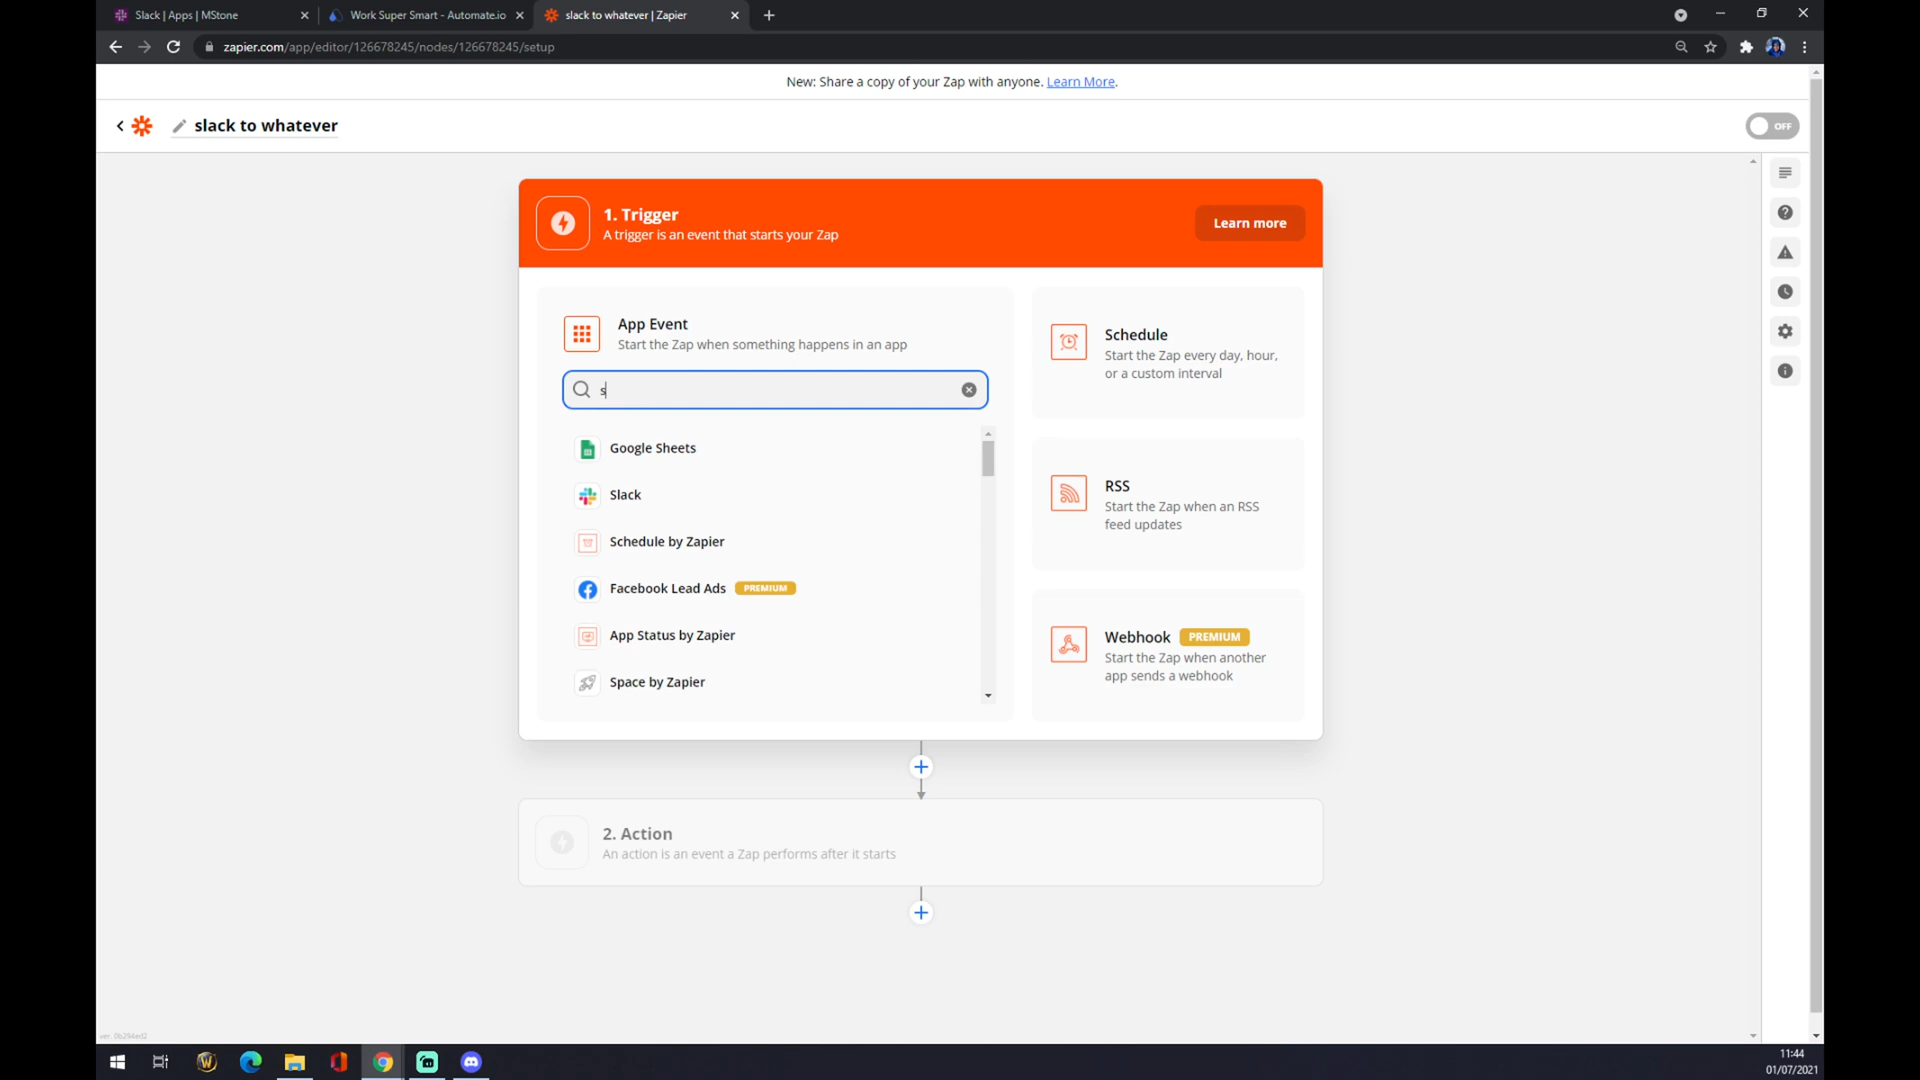 Slack | Apps | MStone
Work Super Smart - Automate.io
slack to whatever | Zapier
zapier.com/app/editor/126678245/nodes/126678245/setup
New: Share a copy of your Zap with anyone. Learn More.
slack to whatever
OFF
1. Trigger
A trigger is an event that starts your Zap
Learn more
App Event
Start the Zap when something happens in an app
s
Google Sheets
Slack
Schedule by Zapier
Facebook Lead Ads PREMIUM
App Status by Zapier
Space by Zapier
Schedule
Start the Zap every day, hour,
or a custom interval
RSS
Start the Zap when an RSS
feed updates
Webhook PREMIUM
Start the Zap when another
app sends a webhook
2. Action
An action is an event a Zap performs after it starts
ver. 0b294ed2
11:44
01/07/2021